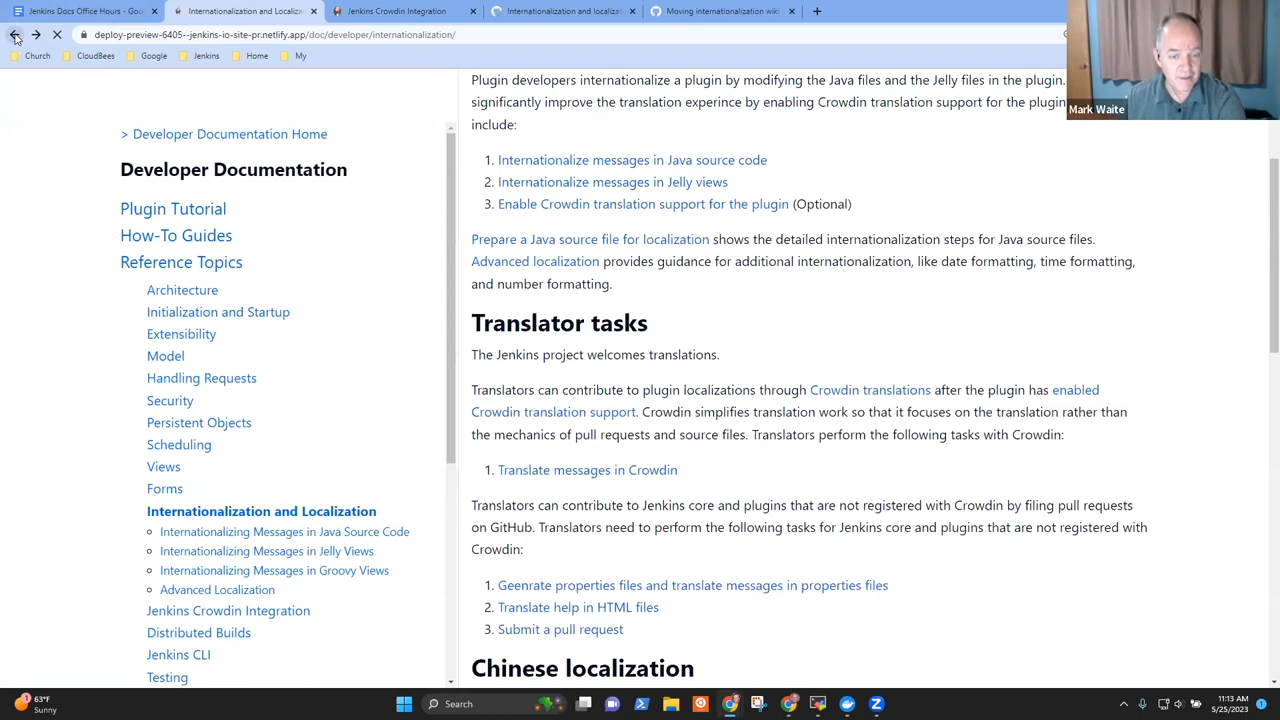 Jenkins Docs Office Hours - Goo
Internationalization and Localiza
Jenkins Crowdin Integration
Internationalization and localizat
Moving internationalization wiki
deploy-preview-6405--jenkins-io-site-pr.netlify.app/doc/developer/internationalization/
Church
CloudBees
Google
Jenkins
Home
My
Mark Waite
> Developer Documentation Home
Developer Documentation
Plugin Tutorial
How-To Guides
Reference Topics
Architecture
Initialization and Startup
Extensibility
Model
Handling Requests
Security
Persistent Objects
Scheduling
Views
Forms
Internationalization and Localization
Internationalizing Messages in Java Source Code
Internationalizing Messages in Jelly Views
Internationalizing Messages in Groovy Views
Advanced Localization
Jenkins Crowdin Integration
Distributed Builds
Jenkins CLI
Testing
Plugin developers internationalize a plugin by modifying the Java files and the Jelly files in the plugin.
significantly improve the translation experince by enabling Crowdin translation support for the plugin
include:
1. Internationalize messages in Java source code
2. Internationalize messages in Jelly views
3. Enable Crowdin translation support for the plugin (Optional)
Prepare a Java source file for localization shows the detailed internationalization steps for Java source files.
Advanced localization provides guidance for additional internationalization, like date formatting, time formatting,
and number formatting.
Translator tasks
The Jenkins project welcomes translations.
Translators can contribute to plugin localizations through Crowdin translations after the plugin has enabled
Crowdin translation support. Crowdin simplifies translation work so that it focuses on the translation rather than
the mechanics of pull requests and source files. Translators perform the following tasks with Crowdin:
1. Translate messages in Crowdin
Translators can contribute to Jenkins core and plugins that are not registered with Crowdin by filing pull requests
on GitHub. Translators need to perform the following tasks for Jenkins core and plugins that are not registered with
Crowdin:
1. Geenrate properties files and translate messages in properties files
2. Translate help in HTML files
3. Submit a pull request
Chinese localization
63°F
Sunny
Search
11:13 AM
5/25/2023